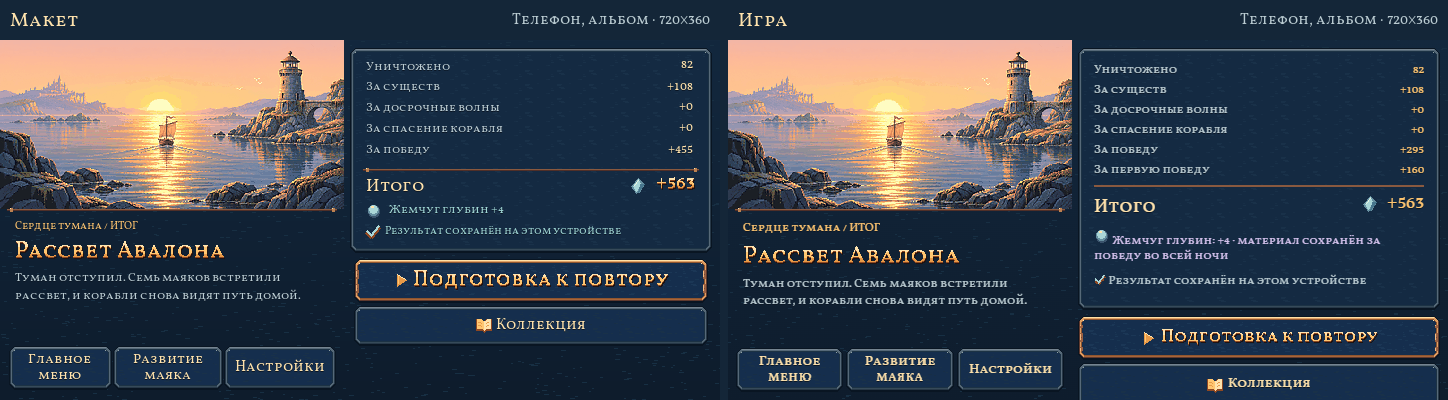 Макет
Телефон, альбом · 720×360
Уничтожено 82
За существ +108
За досрочные волны +0
За спасение корабля +0
За победу +455
Итого +563
Жемчуг глубин +4
Результат сохранён на этом устройстве
Сердце тумана / ИТОГ
Рассвет Авалона
Туман отступил. Семь маяков встретили
рассвет, и корабли снова видят путь домой.
Подготовка к повтору
Коллекция
Главное
меню
Развитие
маяка
Настройки
Игра
Телефон, альбом · 720×360
Уничтожено 82
За существ +108
За досрочные волны +0
За спасение корабля +0
За победу +295
За первую победу +160
Итого +563
Жемчуг глубин: +4 · материал сохранён за
победу во всей ночи
Результат сохранён на этом устройстве
Сердце тумана / ИТОГ
Рассвет Авалона
Туман отступил. Семь маяков встретили
рассвет, и корабли снова видят путь домой.
Подготовка к повтору
Коллекция
Главное
меню
Развитие
маяка
Настройки